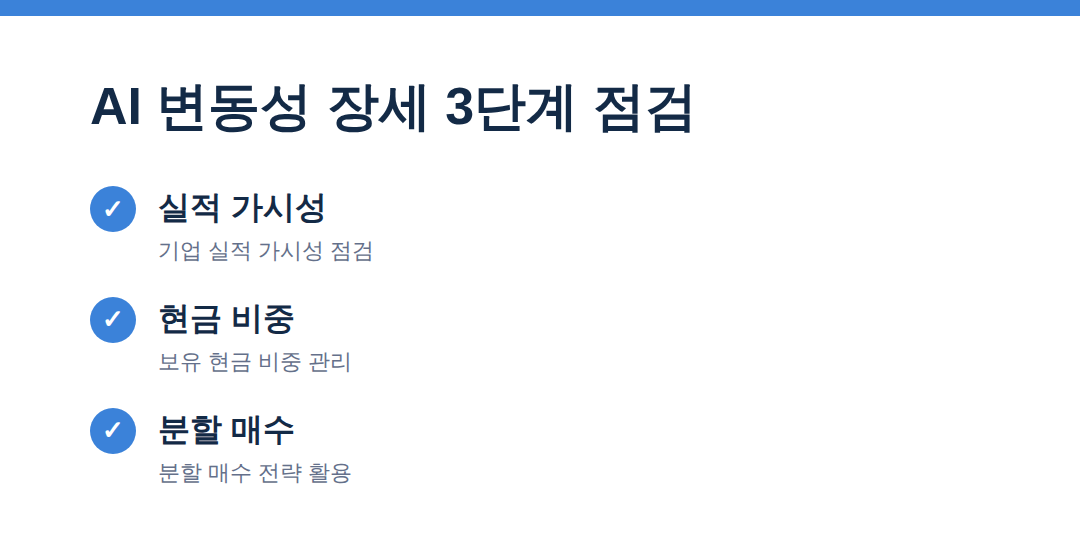 AI 변동성 장세 3단계 점검
✓ 실적 가시성
기업 실적 가시성 점검
✓ 현금 비중
보유 현금 비중 관리
✓ 분할 매수
분할 매수 전략 활용